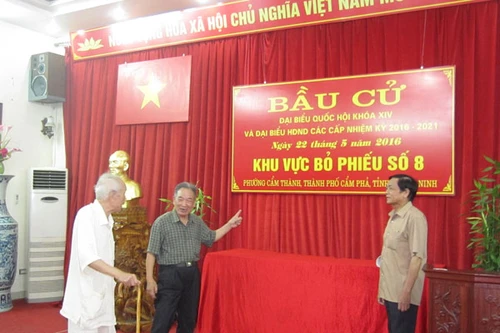 HÒA XÃ HỘI CHỦ NGHĨA VIỆT NAM
BẦU CỬ
ĐẠI BIỂU QUỐC HỘI KHÓA XIV
VÀ ĐẠI BIỂU HĐND CÁC CẤP NHIỆM KỲ 2016 - 2021
Ngày 22 tháng 5 năm 2016
KHU VỰC BỎ PHIẾU SỐ 8
PHƯỜNG CẨM THÀNH, THÀNH PHỐ CẨM PHẢ, TỈNH NINH